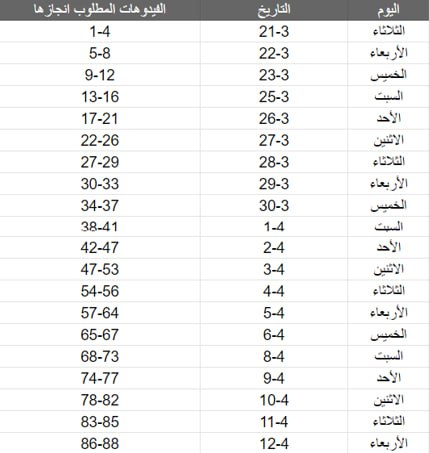 اليوم التاريخ الفيدوهات المطلوب انجازها
الثلاثاء 21-3 1-4
الأربعاء 22-3 5-8
الخميس 23-3 9-12
السبت 25-3 13-16
الأحد 26-3 17-21
الاثنين 27-3 22-26
الثلاثاء 28-3 27-29
الأربعاء 29-3 30-33
الخميس 30-3 34-37
السبت 1-4 38-41
الأحد 2-4 42-47
الاثنين 3-4 47-53
الثلاثاء 4-4 54-56
الأربعاء 5-4 57-64
الخميس 6-4 65-67
السبت 8-4 68-73
الأحد 9-4 74-77
الاثنين 10-4 78-82
الثلاثاء 11-4 83-85
الأربعاء 12-4 86-88